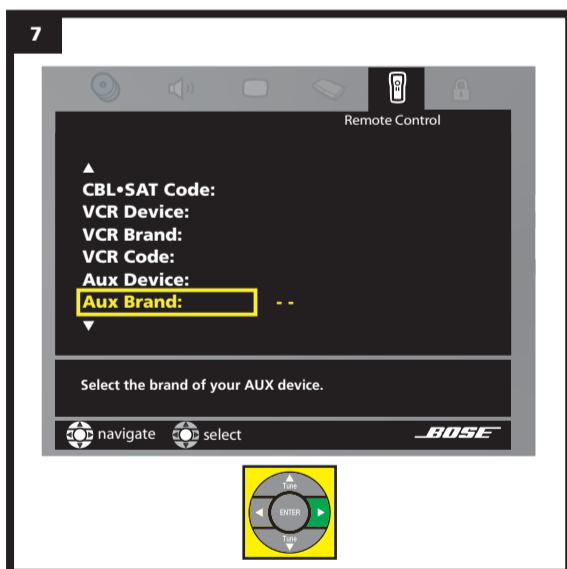 7
Remote Control
CBL•SAT Code:
VCR Device:
VCR Brand:
VCR Code:
Aux Device:
Aux Brand: - -
Select the brand of your AUX device.
navigate select BOSE
Tune
ENTER
Tune